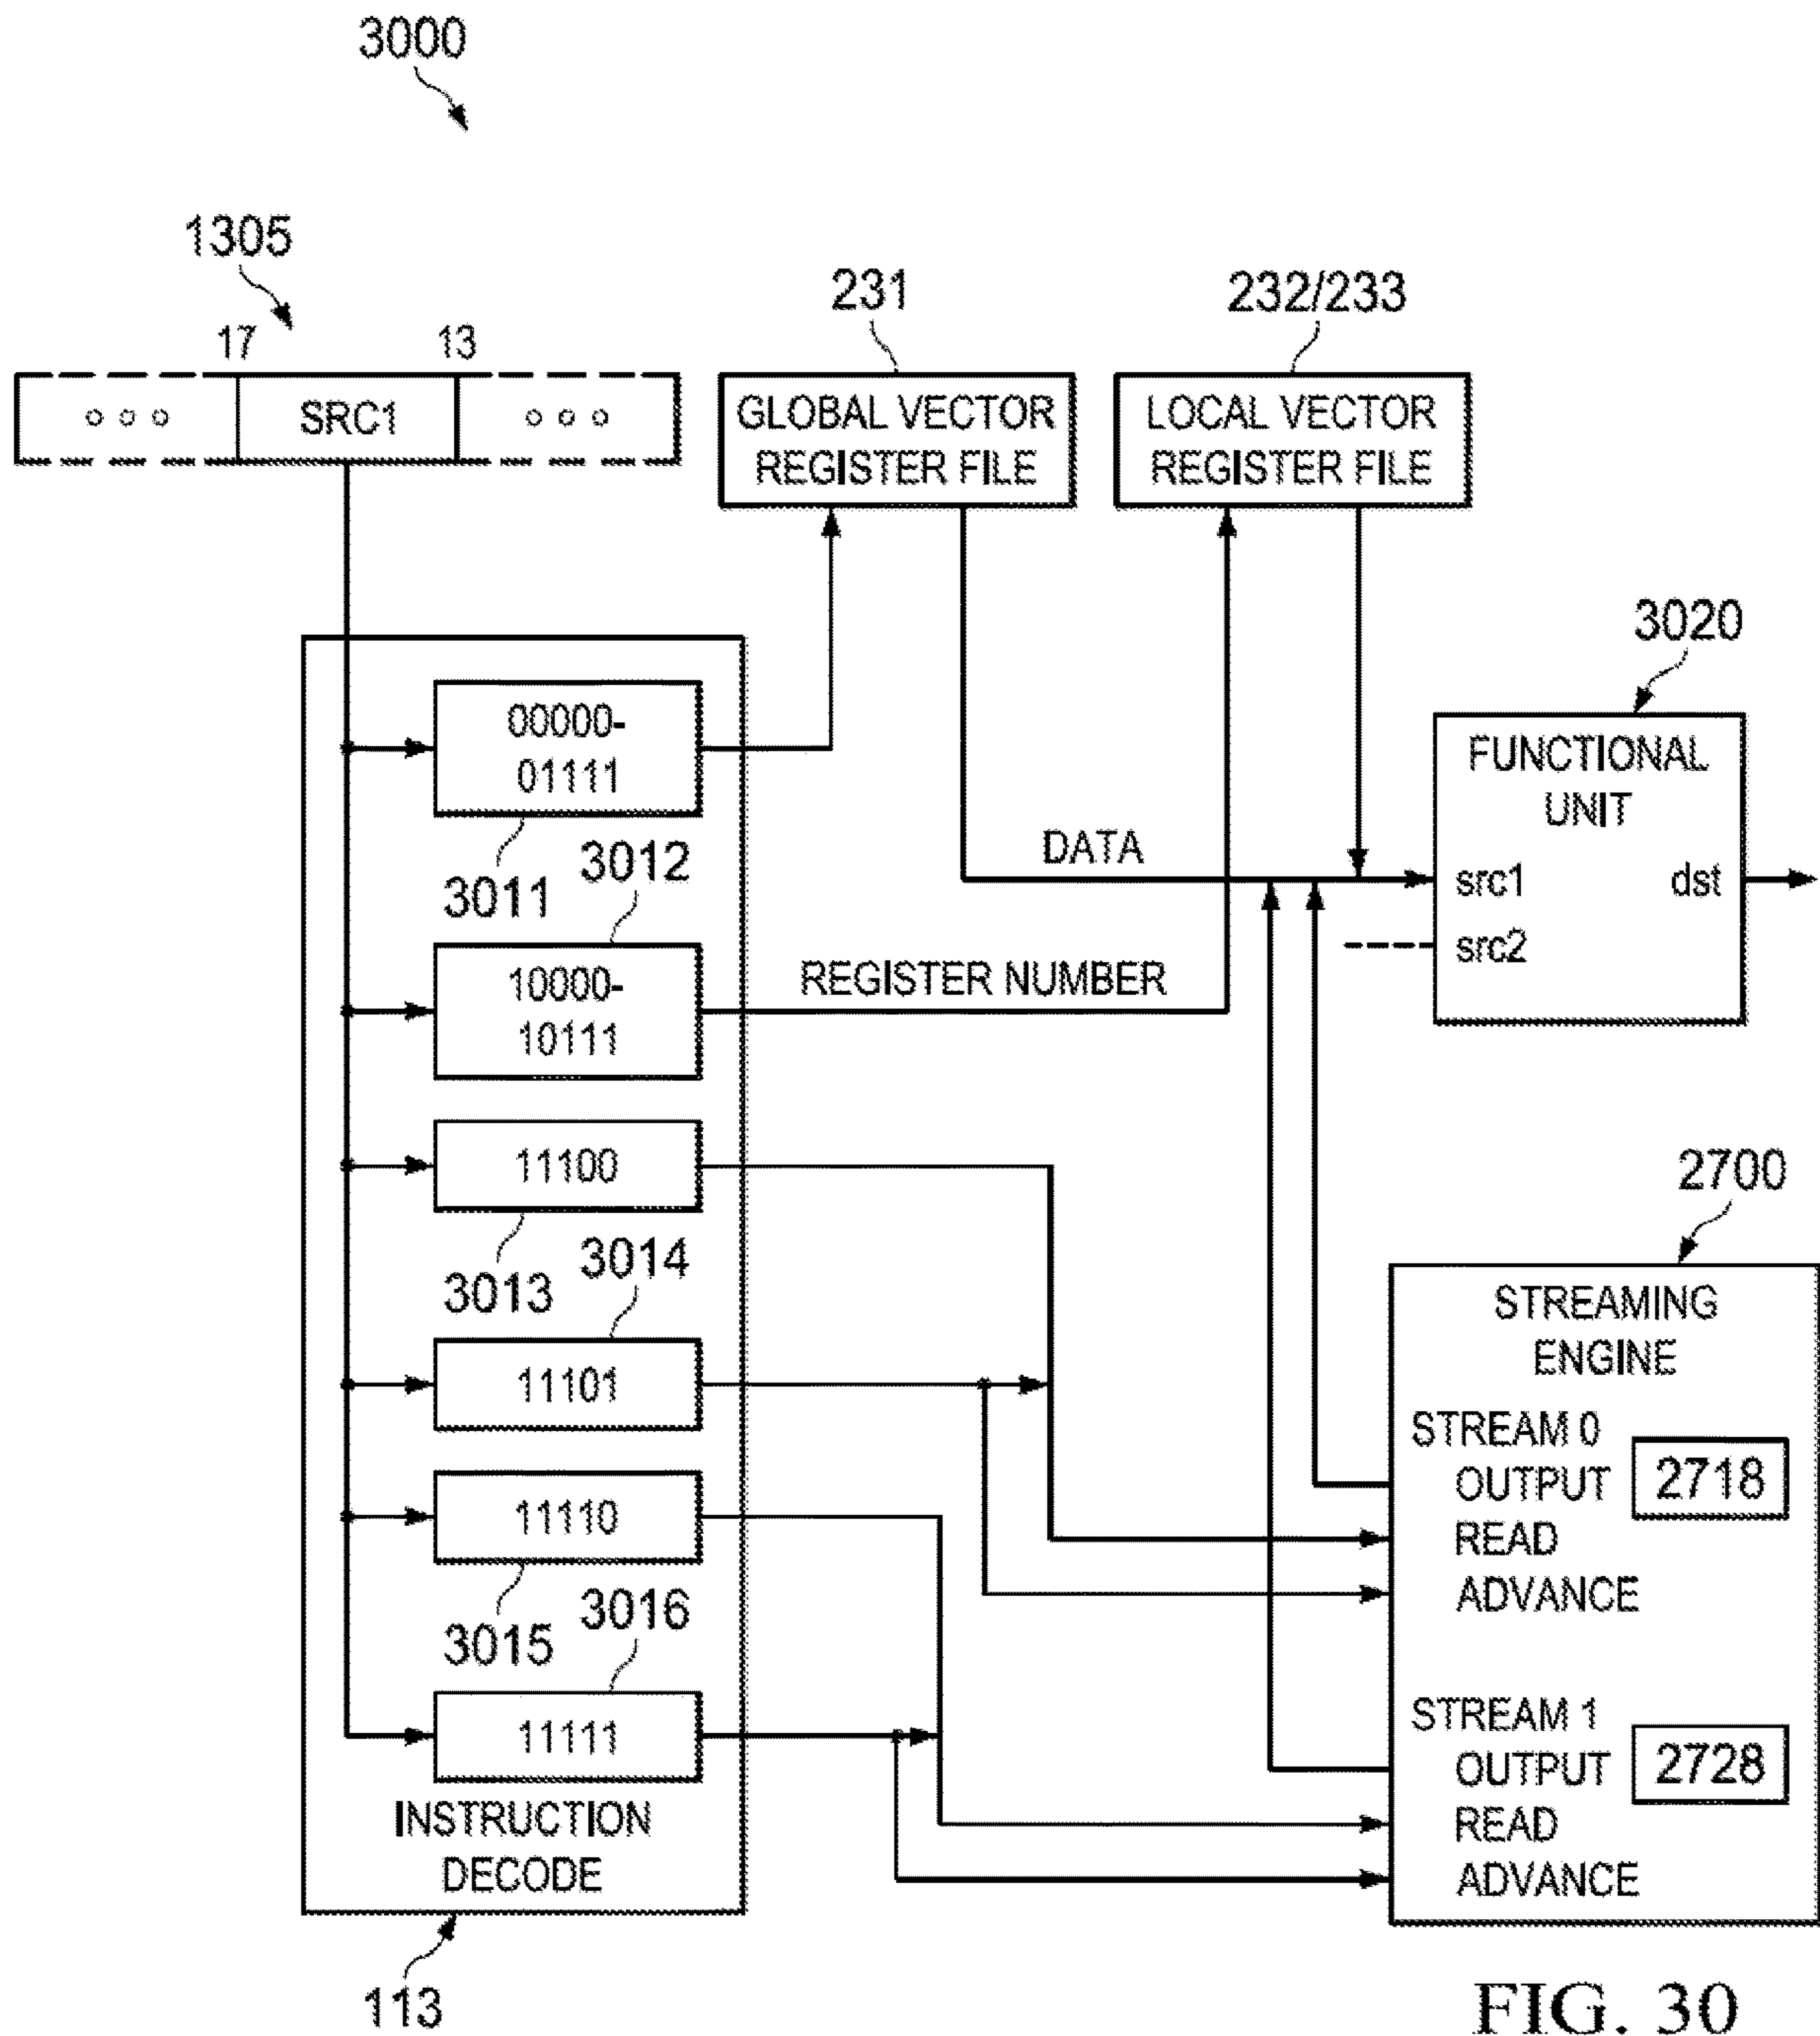 3000
1305
231
232/233
17
13
○ ○ ○
SRC1
○ ○ ○
GLOBAL VECTOR
REGISTER FILE
LOCAL VECTOR
REGISTER FILE
3020
FUNCTIONAL
UNIT
src1
dst
src2
00000-
01111
3011
DATA
3012
10000-
10111
REGISTER NUMBER
11100
3013
3014
11101
11110
3015
3016
11111
INSTRUCTION
DECODE
113
2700
STREAMING
ENGINE
STREAM 0
OUTPUT
2718
READ
ADVANCE
STREAM 1
OUTPUT
2728
READ
ADVANCE
FIG. 30